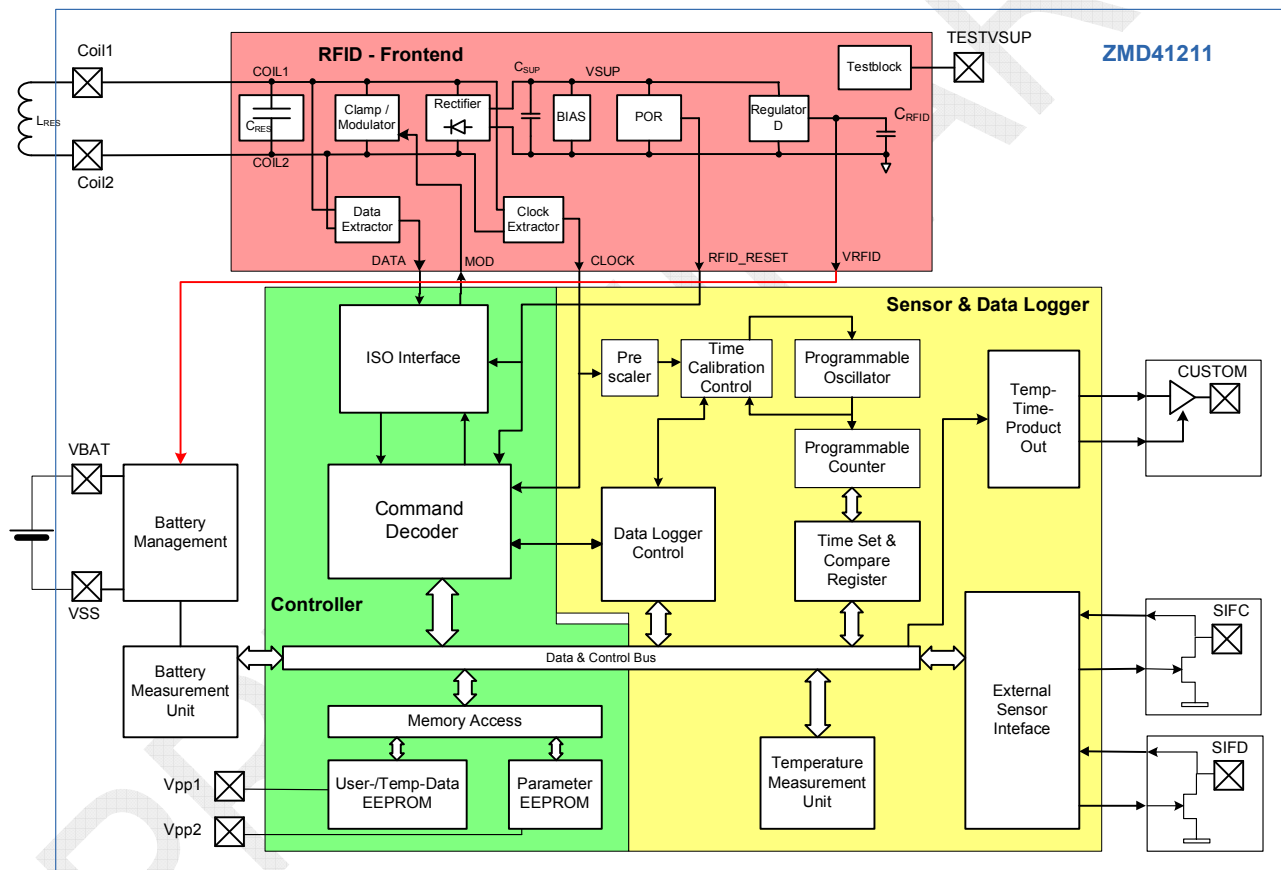 TESTVSUP
ZMD41211
Coil1
RFID - Frontend
COIL1
C_SUP
VSUP
Testblock
L_RES
C_RES
Clamp /
Modulator
Rectifier
BIAS
POR
Regulator
D
C_RFID
COIL2
Coil2
Data
Extractor
Clock
Extractor
DATA
MOD
CLOCK
RFID_RESET
VRFID
Sensor & Data Logger
ISO Interface
Pre
scaler
Time
Calibration
Control
Programmable
Oscillator
Temp-
Time-
Product
Out
CUSTOM
VBAT
Programmable
Counter
Battery
Management
Command
Decoder
Data Logger
Control
Time Set &
Compare
Register
VSS
Controller
SIFC
Data & Control Bus
Battery
Measurement
Unit
External
Sensor
Inteface
Memory Access
SIFD
Vpp1
User-/Temp-Data
EEPROM
Parameter
EEPROM
Temperature
Measurement
Unit
Vpp2